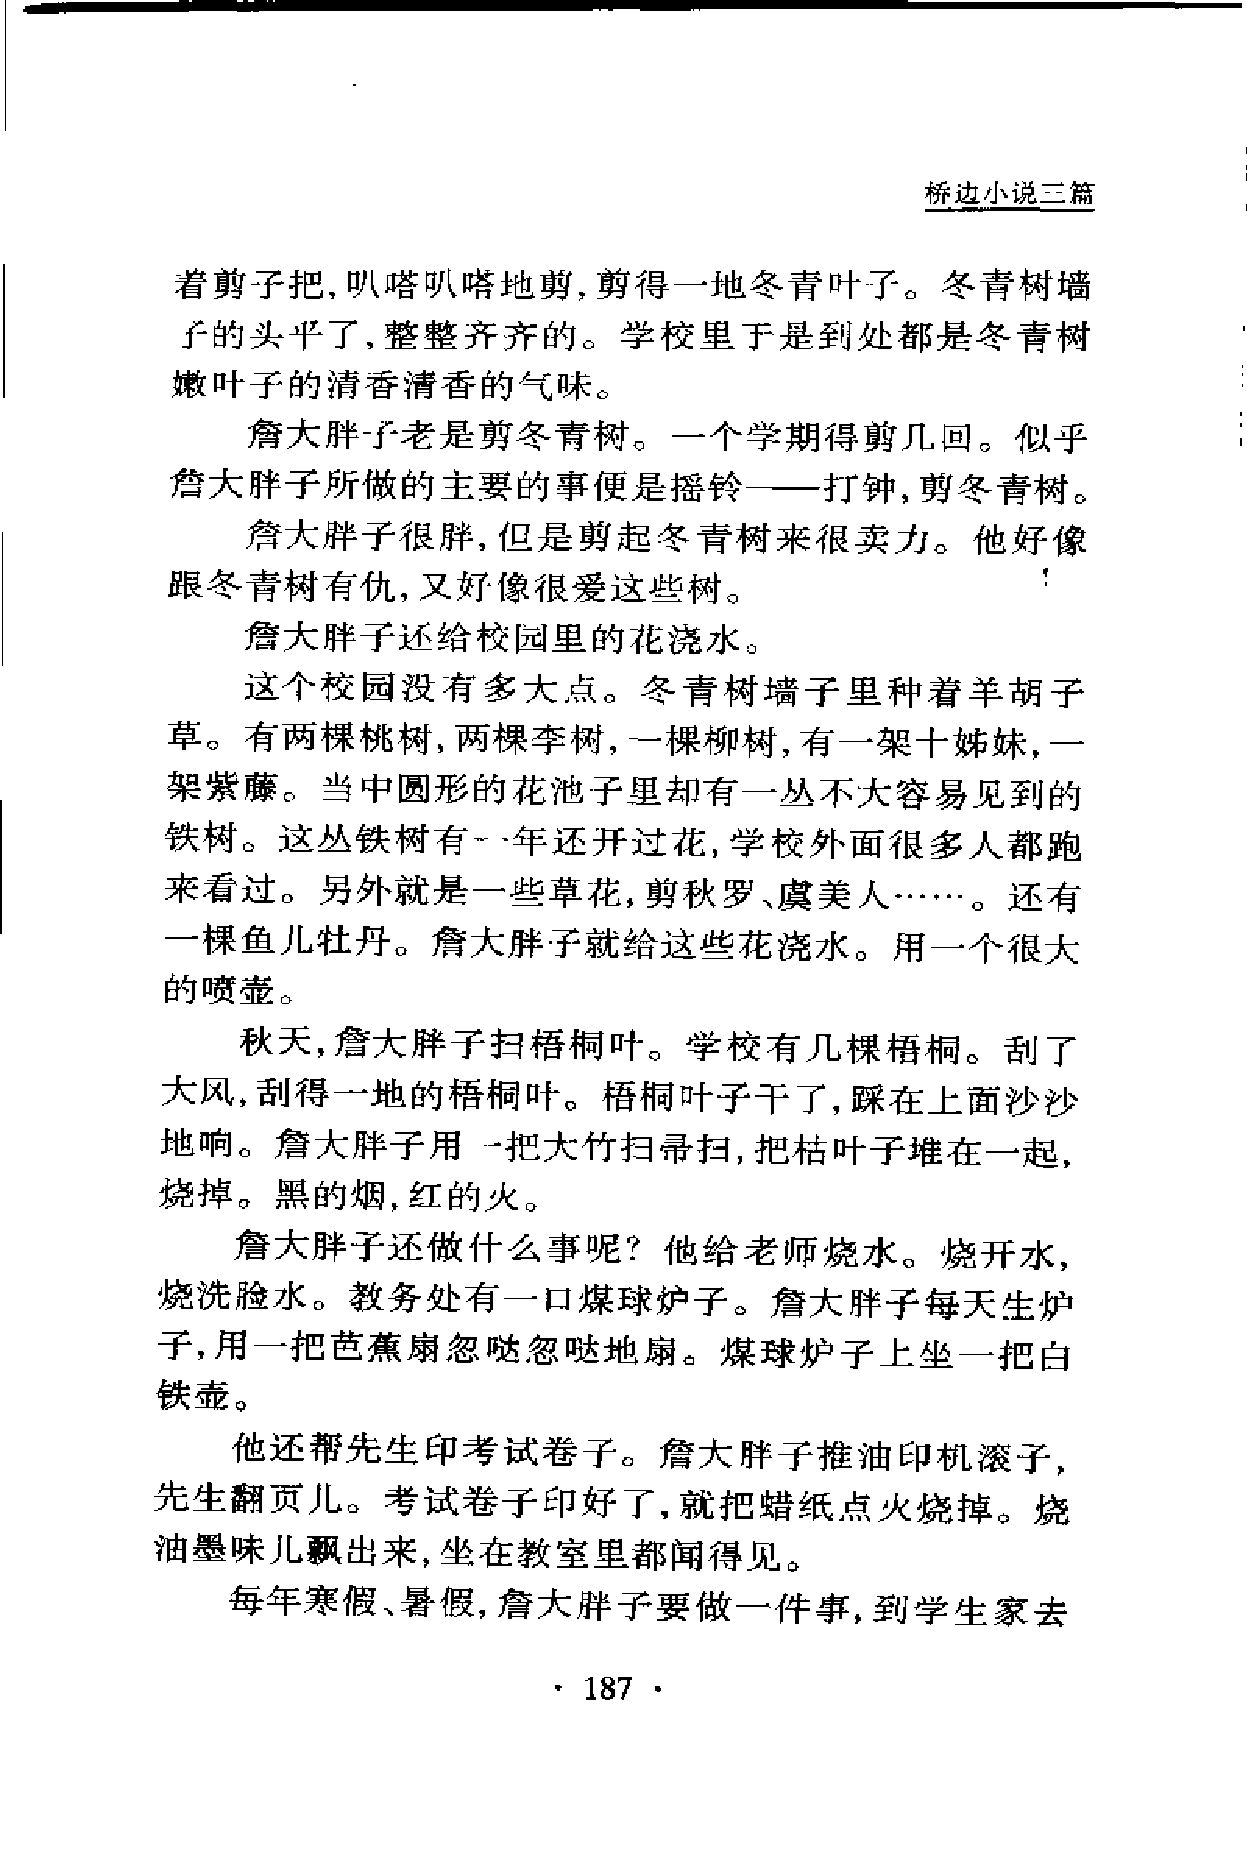 桥边小说三篇
着剪子把,叭嗒叭嗒地剪,剪得一地冬青叶子。冬青树墙
子的头平了,整整齐齐的。学校里于是到处都是冬青树
嫩叶子的清香清香的气味。
詹大胖子老是剪冬青树。一个学期得剪几回。似乎
詹大胖子所做的主要的事便是摇铃——打钟,剪冬青树。
詹大胖子很胖,但是剪起冬青树来很卖力。他好像
跟冬青树有仇,又好像很爱这些树。
詹大胖子还给校园里的花浇水。
这个校园没有多大点。冬青树墙子里种着羊胡子
草。有两棵桃树,两棵李树,一棵柳树,有一架十姊妹,一
架紫藤。当中圆形的花池子里却有一丛不大容易见到的
铁树。这丛铁树有一年还开过花,学校外面很多人都跑
来看过。另外就是一些草花,剪秋罗、虞美人……。还有
一棵鱼儿牡丹。詹大胖子就给这些花浇水。用一个很大
的喷壶。
秋天,詹大胖子扫梧桐叶。学校有几棵梧桐。刮了
大风,刮得一地的梧桐叶。梧桐叶子干了,踩在上面沙沙
地响。詹大胖子用一把大竹扫帚扫,把枯叶子堆在一起,
烧掉。黑的烟,红的火。
詹大胖子还做什么事呢?他给老师烧水。烧开水,
烧洗脸水。教务处有一口煤球炉子。詹大胖子每天生炉
子,用一把芭蕉扇忽哒忽哒地扇。煤球炉子上坐一把白
铁壶。
他还帮先生印考试卷子。詹大胖子推油印机滚子,
先生翻页儿。考试卷子印好了,就把蜡纸点火烧掉。烧
油墨味儿飘出来,坐在教室里都闻得见。
每年寒假、暑假,詹大胖子要做一件事,到学生家去
· 187 ·